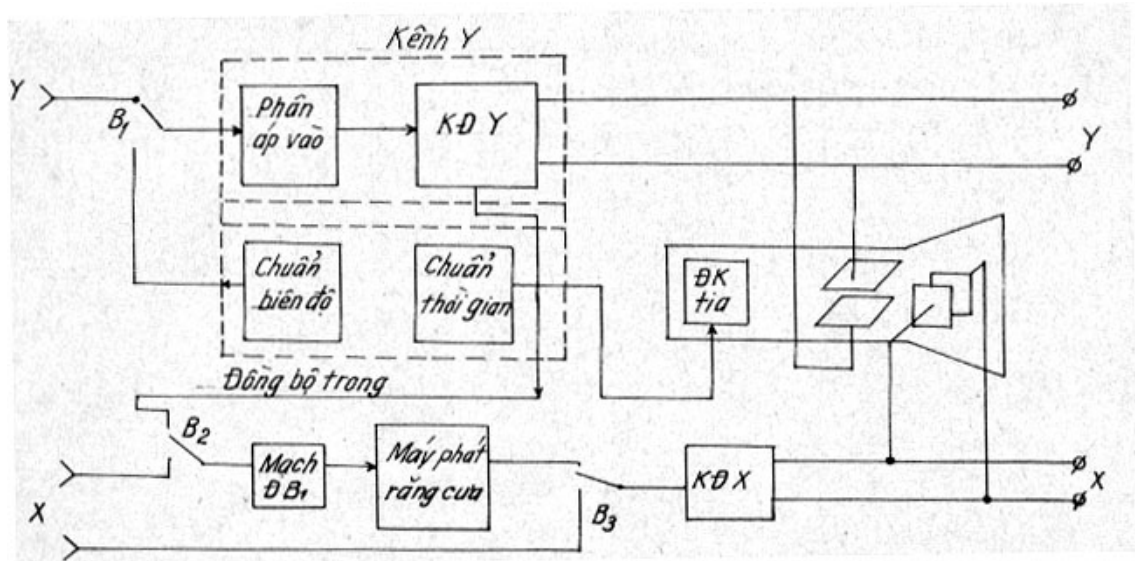 Kênh Y
Y
B1
Phân
áp vào
KĐ Y
Y
Chuẩn
biên độ
Chuẩn
thời gian
ĐK
tia
Đồng bộ trong
B2
Mạch
ĐB1
Máy phát
răng cưa
B3
KĐ X
X
X